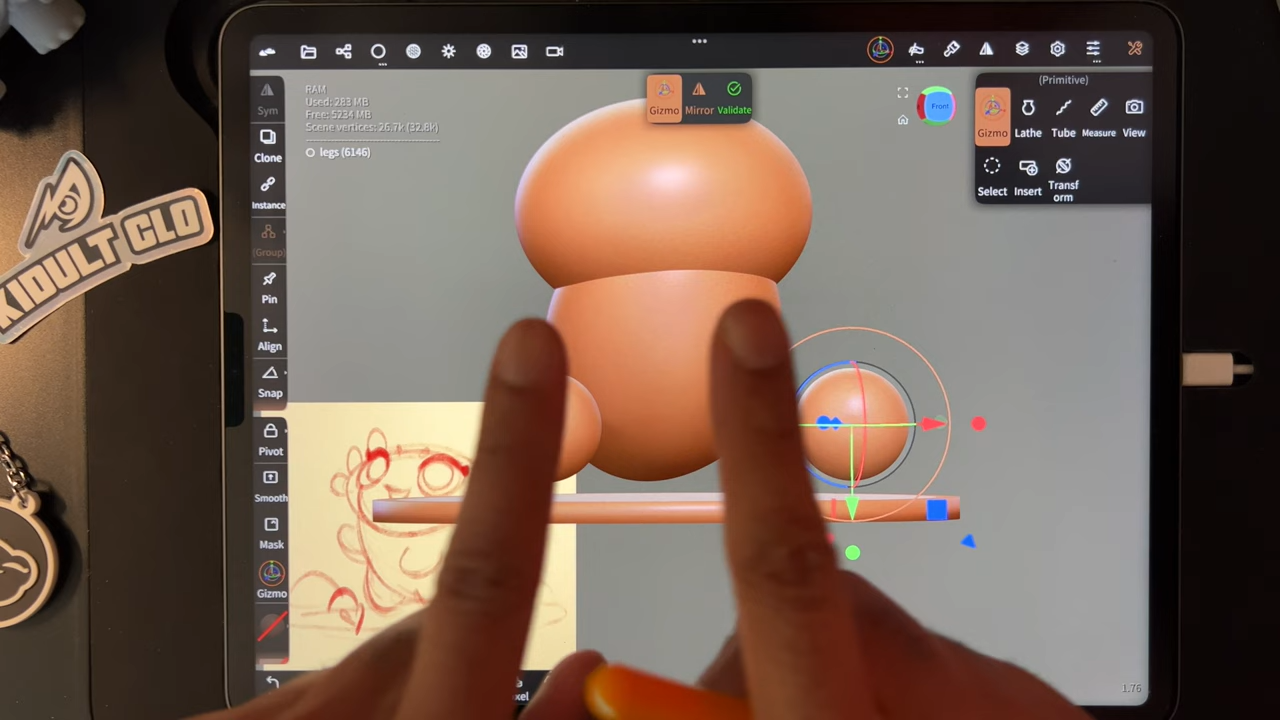 RAM
Used: 283 MB
Free: 5234 MB
Scene vertices: 26.7k (32.8k)
legs (6146)
Gizmo
Mirror
Validate
Front
(Primitive)
Gizmo
Lathe
Tube
Measure
View
Select
Insert
Transf
orm
Sym
Clone
Instance
(Group)
Pin
Align
Snap
Pivot
Smooth
Mask
Gizmo
xel
1.76
KIDULT CLO